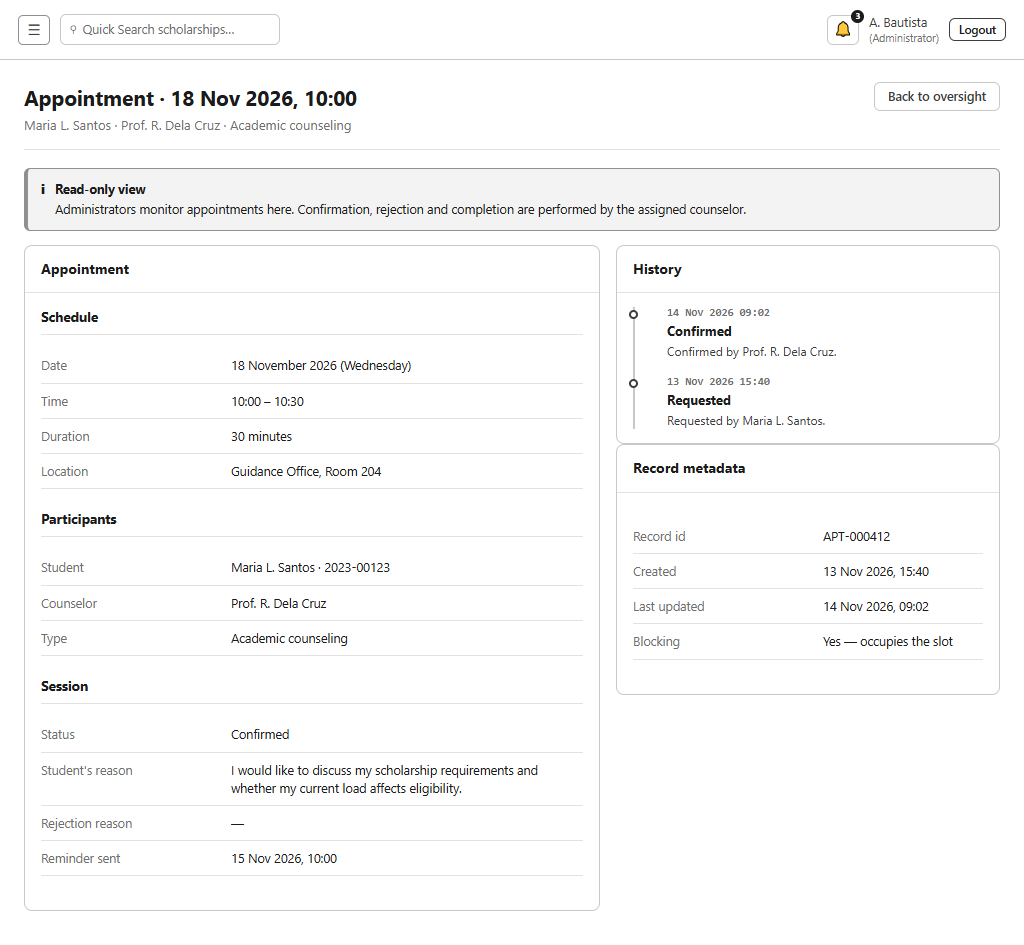 ☰
Quick Search scholarships...
3
A. Bautista
(Administrator)
Logout
Appointment · 18 Nov 2026, 10:00
Maria L. Santos · Prof. R. Dela Cruz · Academic counseling
Back to oversight
i Read-only view
Administrators monitor appointments here. Confirmation, rejection and completion are performed by the assigned counselor.
Appointment
Schedule
Date 18 November 2026 (Wednesday)
Time 10:00 – 10:30
Duration 30 minutes
Location Guidance Office, Room 204
Participants
Student Maria L. Santos · 2023-00123
Counselor Prof. R. Dela Cruz
Type Academic counseling
Session
Status Confirmed
Student's reason I would like to discuss my scholarship requirements and
whether my current load affects eligibility.
Rejection reason —
Reminder sent 15 Nov 2026, 10:00
History
14 Nov 2026 09:02
Confirmed
Confirmed by Prof. R. Dela Cruz.
13 Nov 2026 15:40
Requested
Requested by Maria L. Santos.
Record metadata
Record id APT-000412
Created 13 Nov 2026, 15:40
Last updated 14 Nov 2026, 09:02
Blocking Yes — occupies the slot